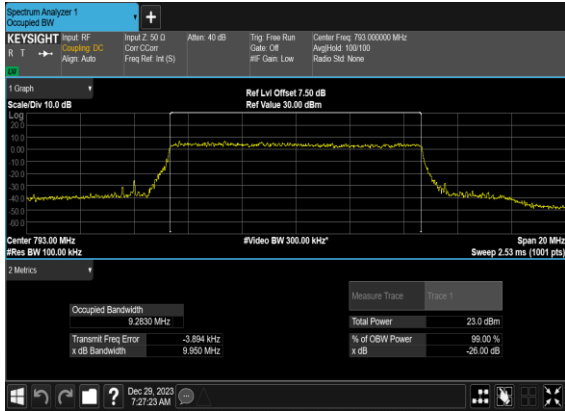 Spectrum Analyzer 1
Occupied BW
KEYSIGHT Input: RF Input Z: 50 Ω Atten: 40 dB Trig: Free Run Center Freq: 793.000000 MHz
R T Coupling: DC Corr CCorr Gate: Off Avg|Hold: 100/100
Align: Auto Freq Ref: Int (S) #IF Gain: Low Radio Std: None
LXI
1 Graph Ref Lvl Offset 7.50 dB
Scale/Div 10.0 dB Ref Value 30.00 dBm
Log
20.0
10.0
0.00
-10.0
-20.0
-30.0
-40.0
-50.0
-60.0
Center 793.00 MHz #Video BW 300.00 kHz* Span 20 MHz
#Res BW 100.00 kHz Sweep 2.53 ms (1001 pts)
2 Metrics
Measure Trace Trace 1
Occupied Bandwidth
9.2830 MHz Total Power 23.0 dBm
Transmit Freq Error -3.894 kHz % of OBW Power 99.00 %
x dB Bandwidth 9.950 MHz x dB -26.00 dB
? Dec 29, 2023
7:27:23 AM